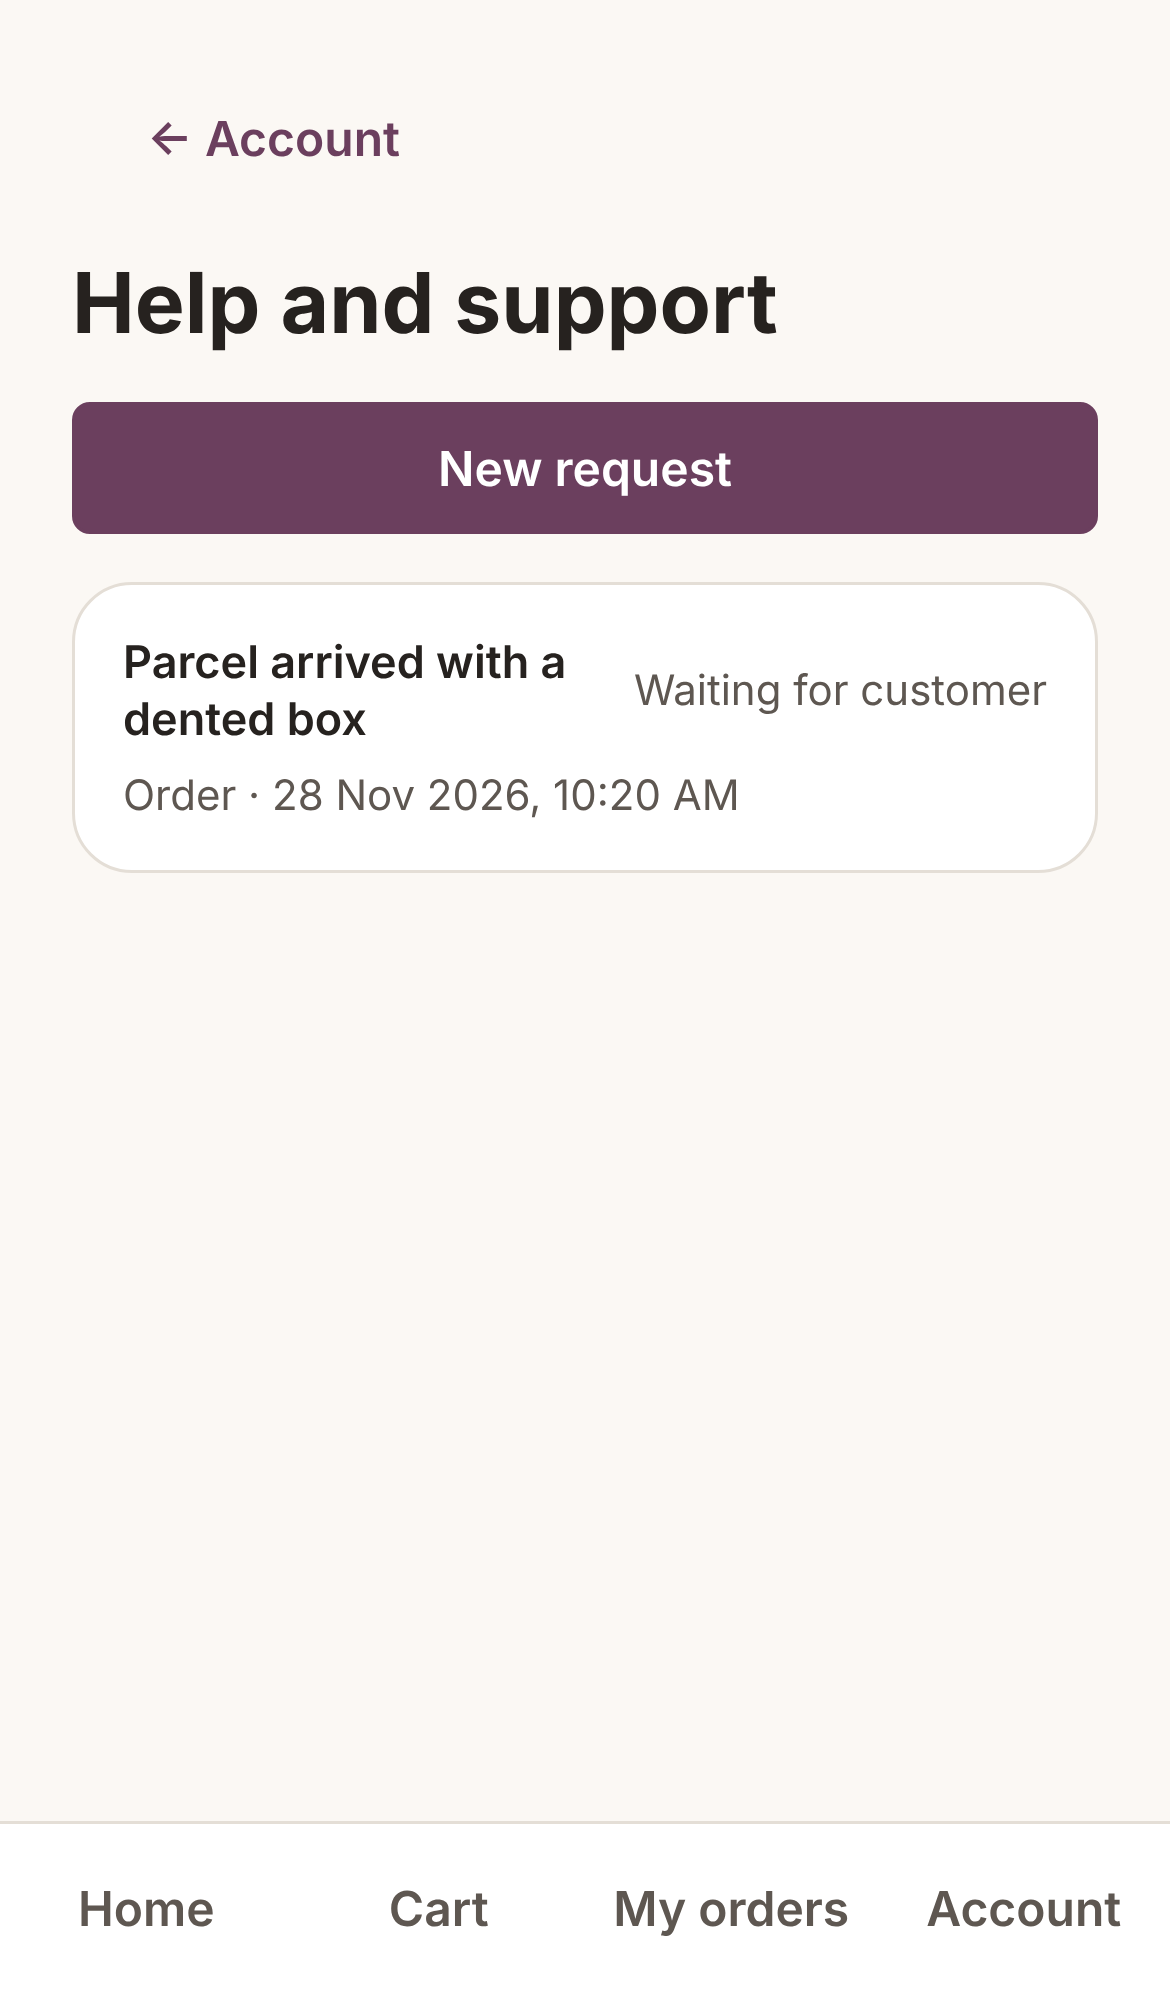 ← Account
Help and support
New request
Parcel arrived with a
dented box
Waiting for customer
Order · 28 Nov 2026, 10:20 AM
Home
Cart
My orders
Account